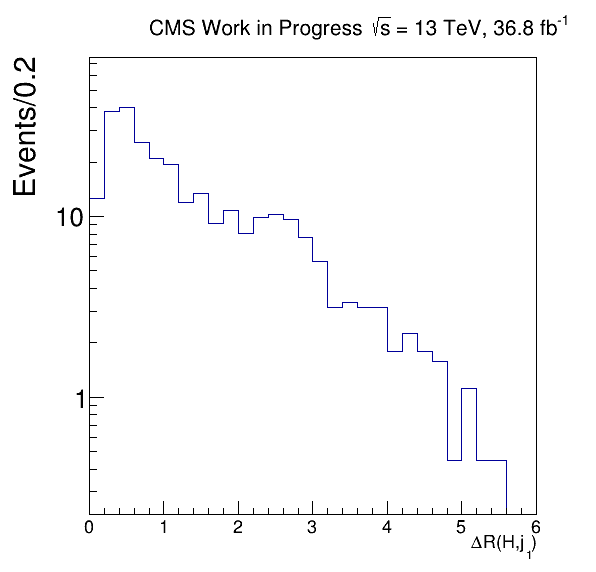 CMS Work in Progress √s = 13 TeV, 36.8 fb⁻¹
Events/0.2
10
1
0 1 2 3 4 5 6
ΔR(H,j₁)